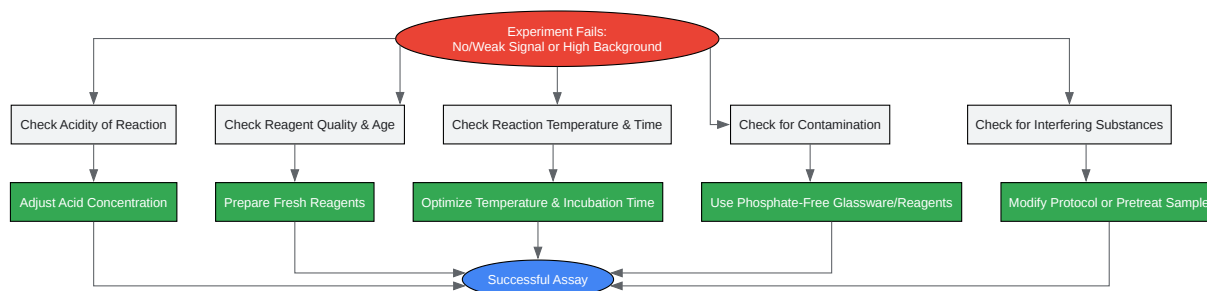 Experiment Fails:
No/Weak Signal or High Background
Check Acidity of Reaction
Check Reagent Quality & Age
Check Reaction Temperature & Time
Check for Contamination
Check for Interfering Substances
Adjust Acid Concentration
Prepare Fresh Reagents
Optimize Temperature & Incubation Time
Use Phosphate-Free Glassware/Reagents
Modify Protocol or Pretreat Sample
Successful Assay